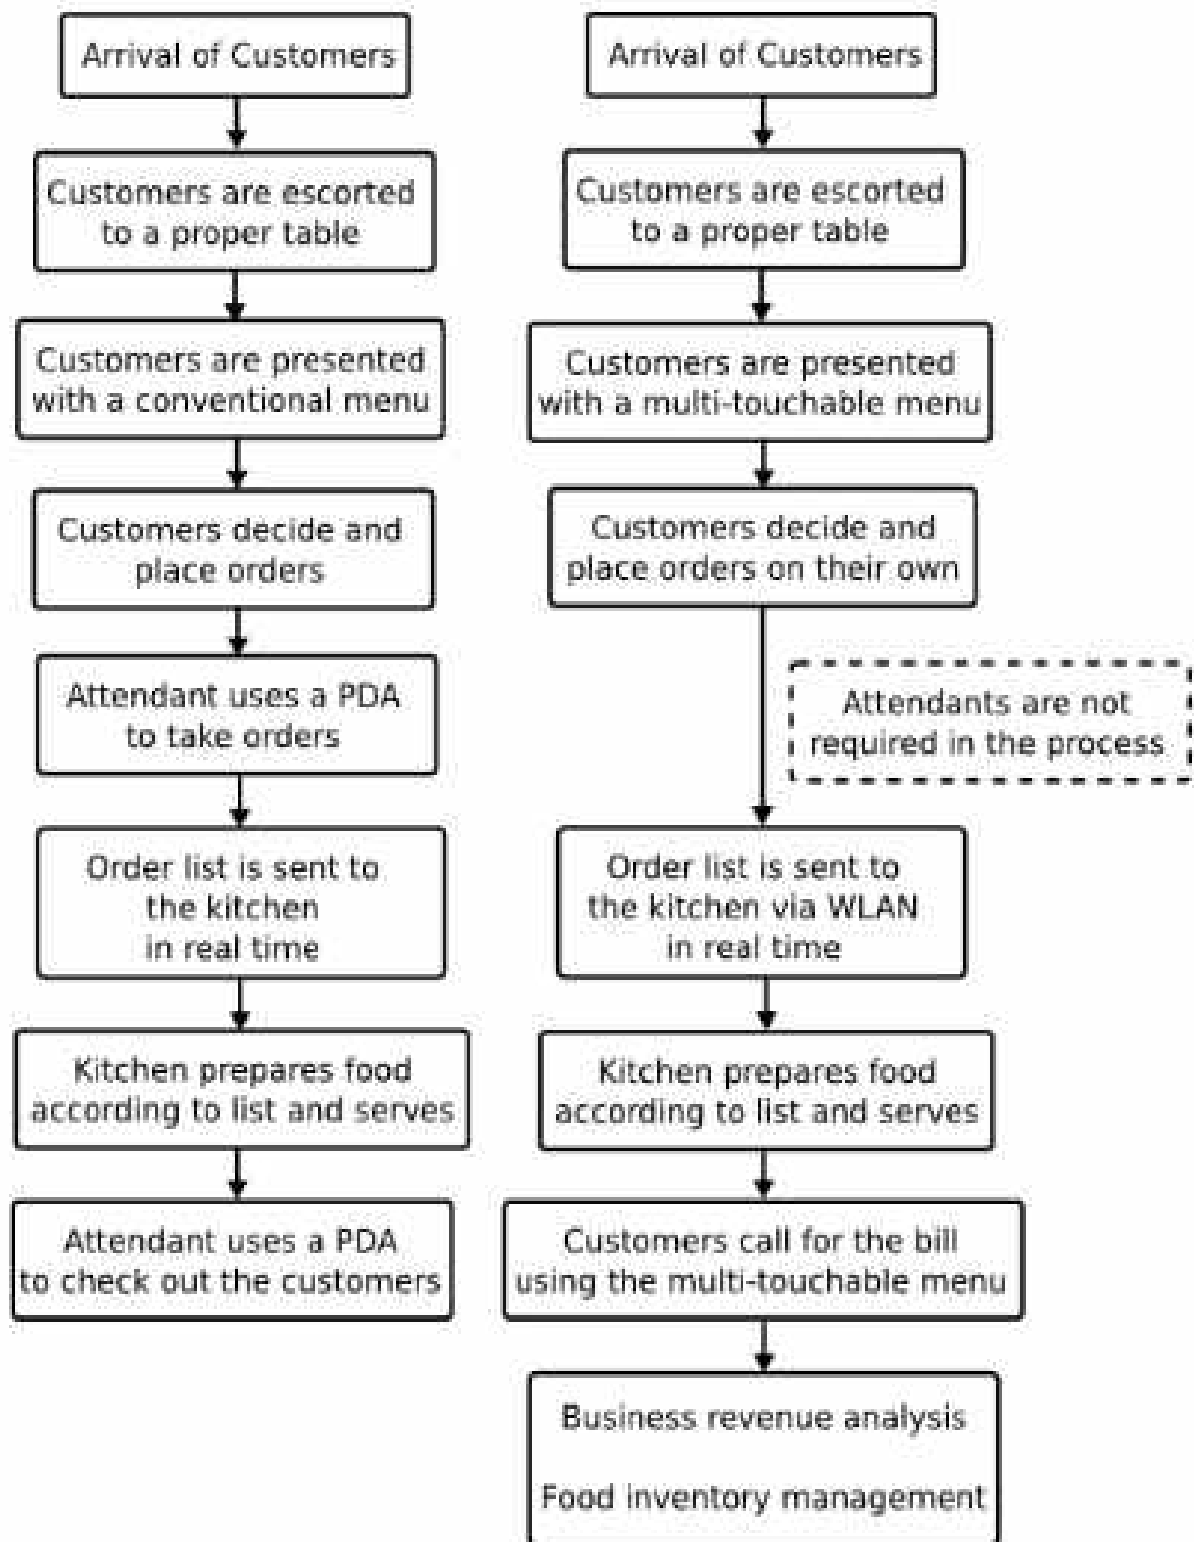 Arrival of Customers
Customers are escorted
to a proper table
Customers are presented
with a conventional menu
Customers decide and
place orders
Attendant uses a PDA
to take orders
Order list is sent to
the kitchen
in real time
Kitchen prepares food
according to list and serves
Attendant uses a PDA
to check out the customers
Arrival of Customers
Customers are escorted
to a proper table
Customers are presented
with a multi-touchable menu
Customers decide and
place orders on their own
Attendants are not
required in the process
Order list is sent to
the kitchen via WLAN
in real time
Kitchen prepares food
according to list and serves
Customers call for the bill
using the multi-touchable menu
Business revenue analysis
Food inventory management